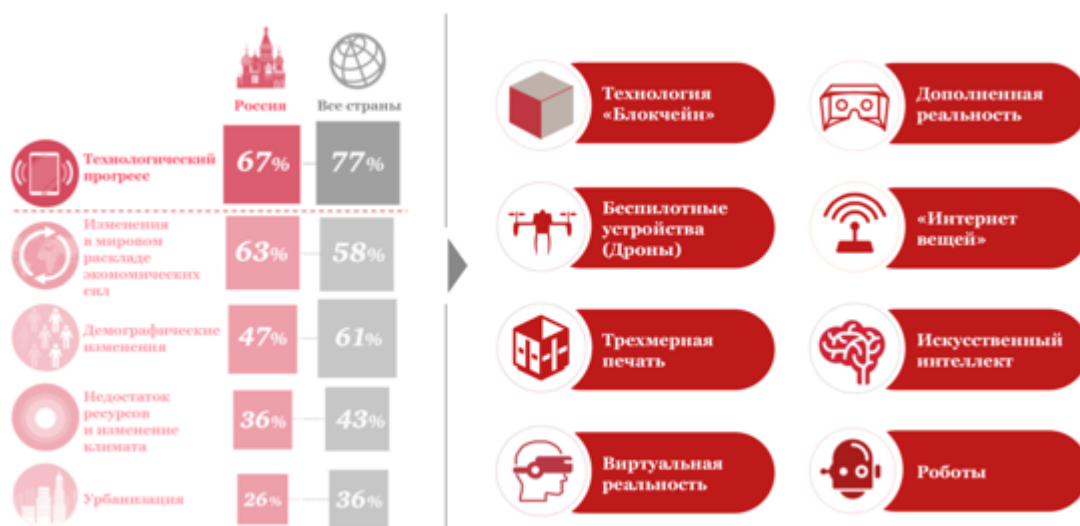 Россия
Все страны
Технологический
прогресс
67%
77%
Изменения
в мировом
раскладе
экономических
сил
63%
58%
Демографические
изменения
47%
61%
Недостаток
ресурсов
и изменение
климата
36%
43%
Урбанизация
26%
36%
Технология
«Блокчейн»
Дополненная
реальность
Беспилотные
устройства
(Дроны)
«Интернет
вещей»
Трехмерная
печать
Искусственный
интеллект
Виртуальная
реальность
Роботы